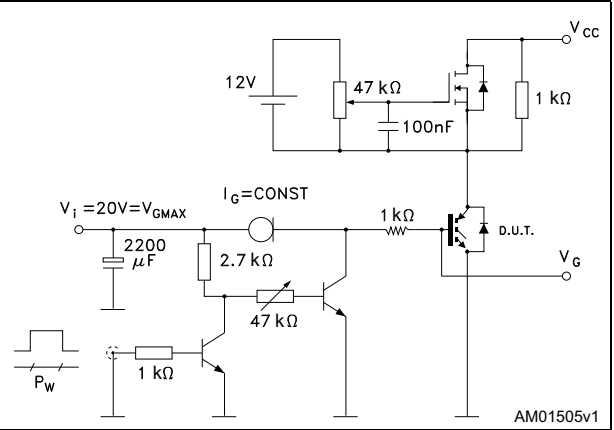 V_CC
12V
47 kΩ
1 kΩ
100nF
I_G=CONST
V_i =20V=V_GMAX
1 kΩ
D.U.T.
2200
μF
2.7 kΩ
V_G
47 kΩ
1 kΩ
P_W
AM01505v1